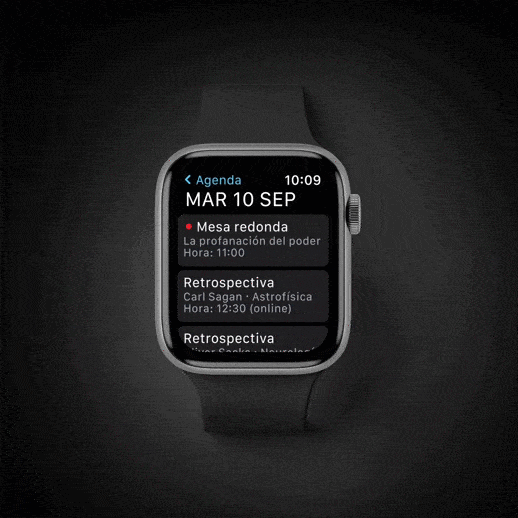 Agenda
10:09
MAR 10 SEP
Mesa redonda
La profanación del poder
Hora: 11:00
Retrospectiva
Carl Sagan · Astrofísica
Hora: 12:30 (online)
Retrospectiva